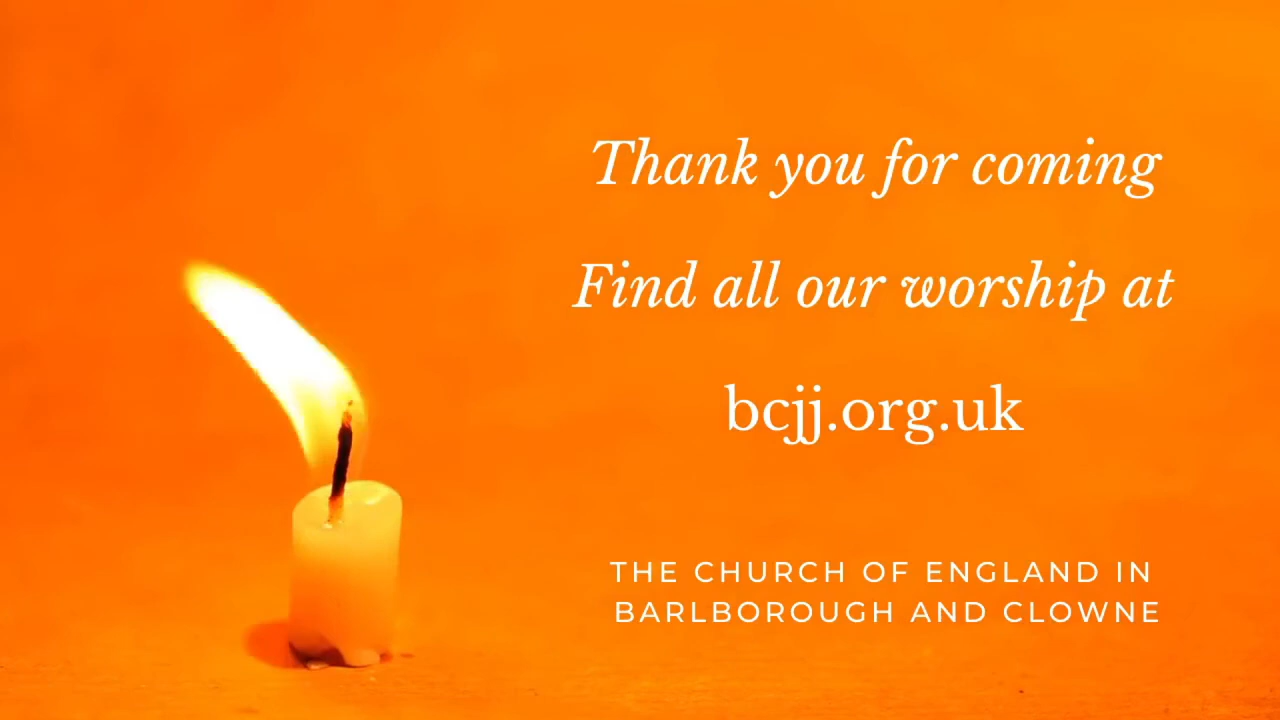 Thank you for coming
Find all our worship at
bcjj.org.uk
THE CHURCH OF ENGLAND IN
BARLBOROUGH AND CLOWNE